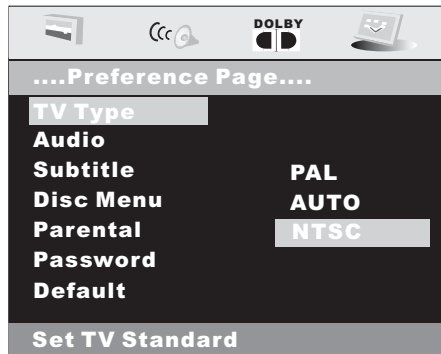 DOLBY
....Preference Page....
TV Type
Audio
Subtitle
PAL
Disc Menu
AUTO
Parental
NTSC
Password
Default
Set TV Standard